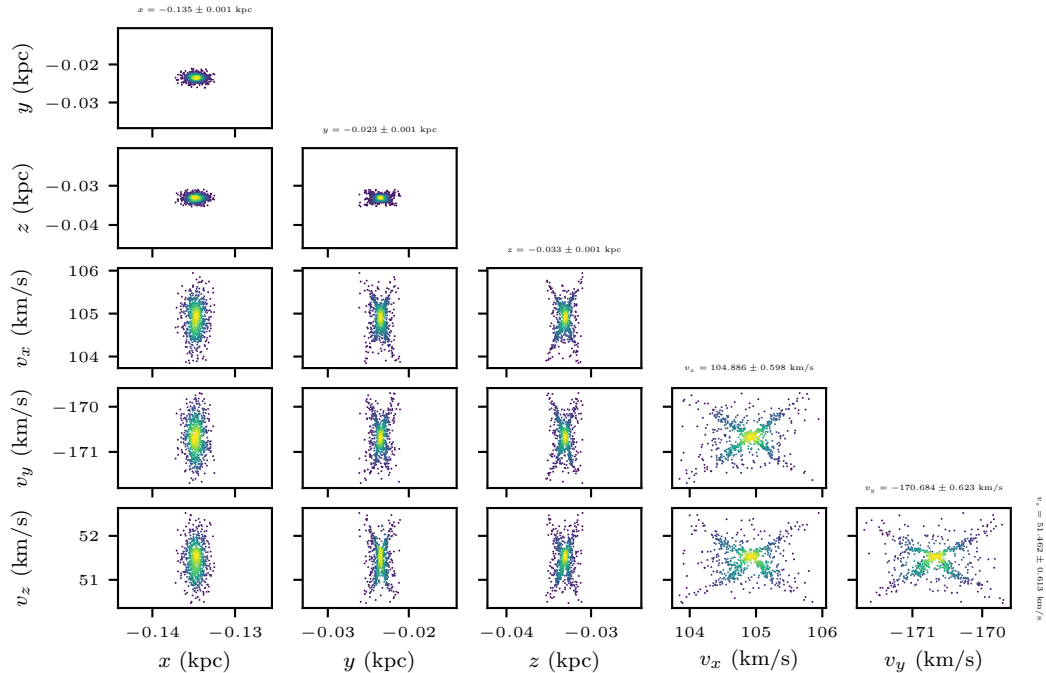 x = −0.135 ± 0.001 kpc
y (kpc)
−0.02
−0.03
y = −0.023 ± 0.001 kpc
z (kpc)
−0.03
−0.04
z = −0.033 ± 0.001 kpc
v_x (km/s)
106
105
104
v_x = 104.886 ± 0.598 km/s
v_y (km/s)
−170
−171
v_y = −170.684 ± 0.623 km/s
v_z = 51.462 ± 0.613 km/s
v_z (km/s)
52
51
−0.14 −0.13 −0.03 −0.02 −0.04 −0.03 104 105 106 −171 −170
x (kpc) y (kpc) z (kpc) v_x (km/s) v_y (km/s)